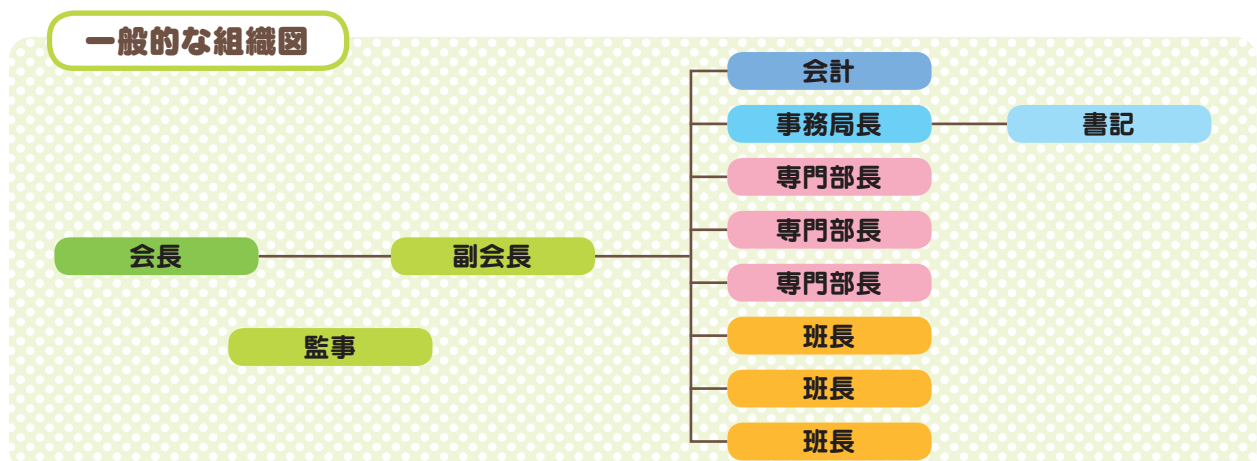 一般的な組織図
会計
事務局長
書記
専門部長
専門部長
会長
副会長
専門部長
監事
班長
班長
班長